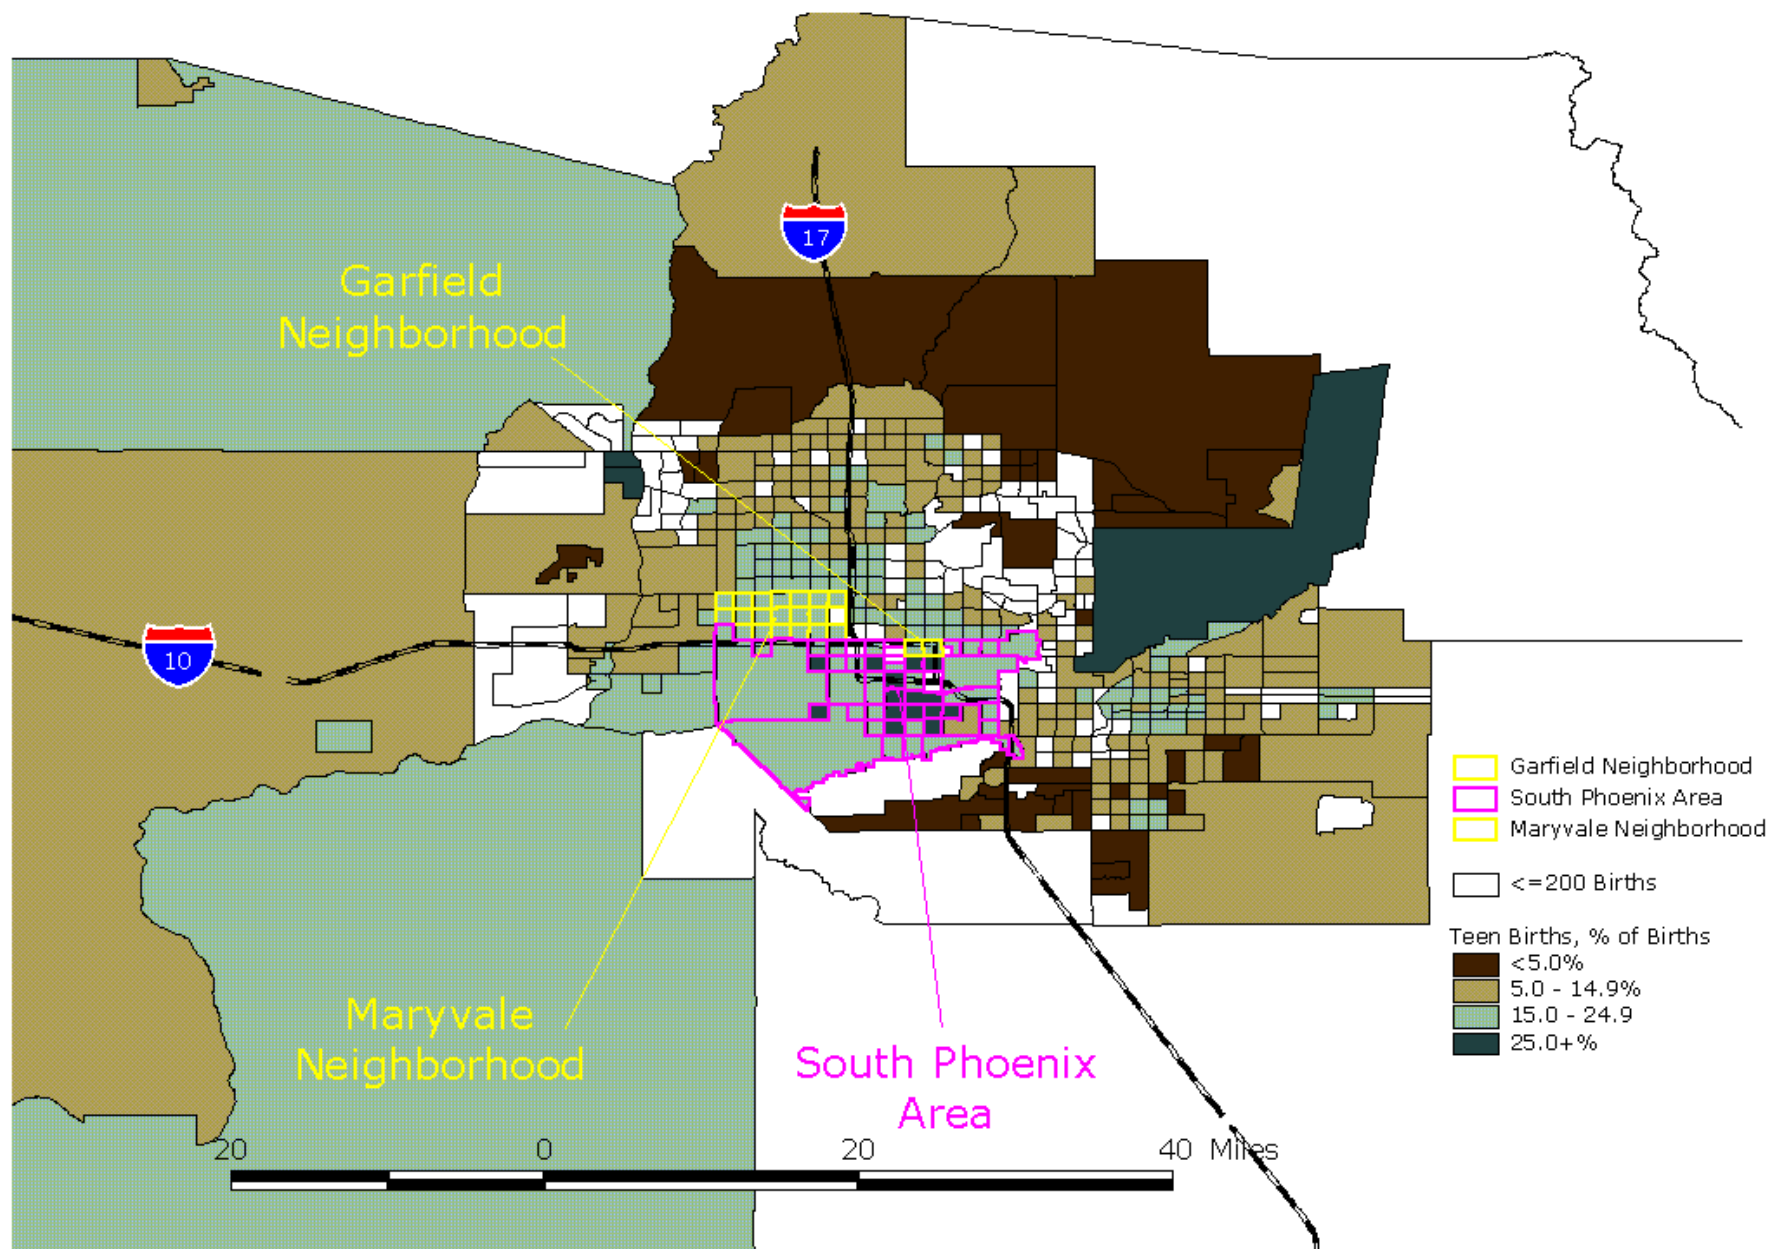 17
Garfield
Neighborhood
10
Garfield Neighborhood
South Phoenix Area
Maryvale Neighborhood
<=200 Births
Teen Births, % of Births
<5.0%
5.0 - 14.9%
15.0 - 24.9
25.0+%
Maryvale
Neighborhood
South Phoenix
Area
20 0 20 40 Miles